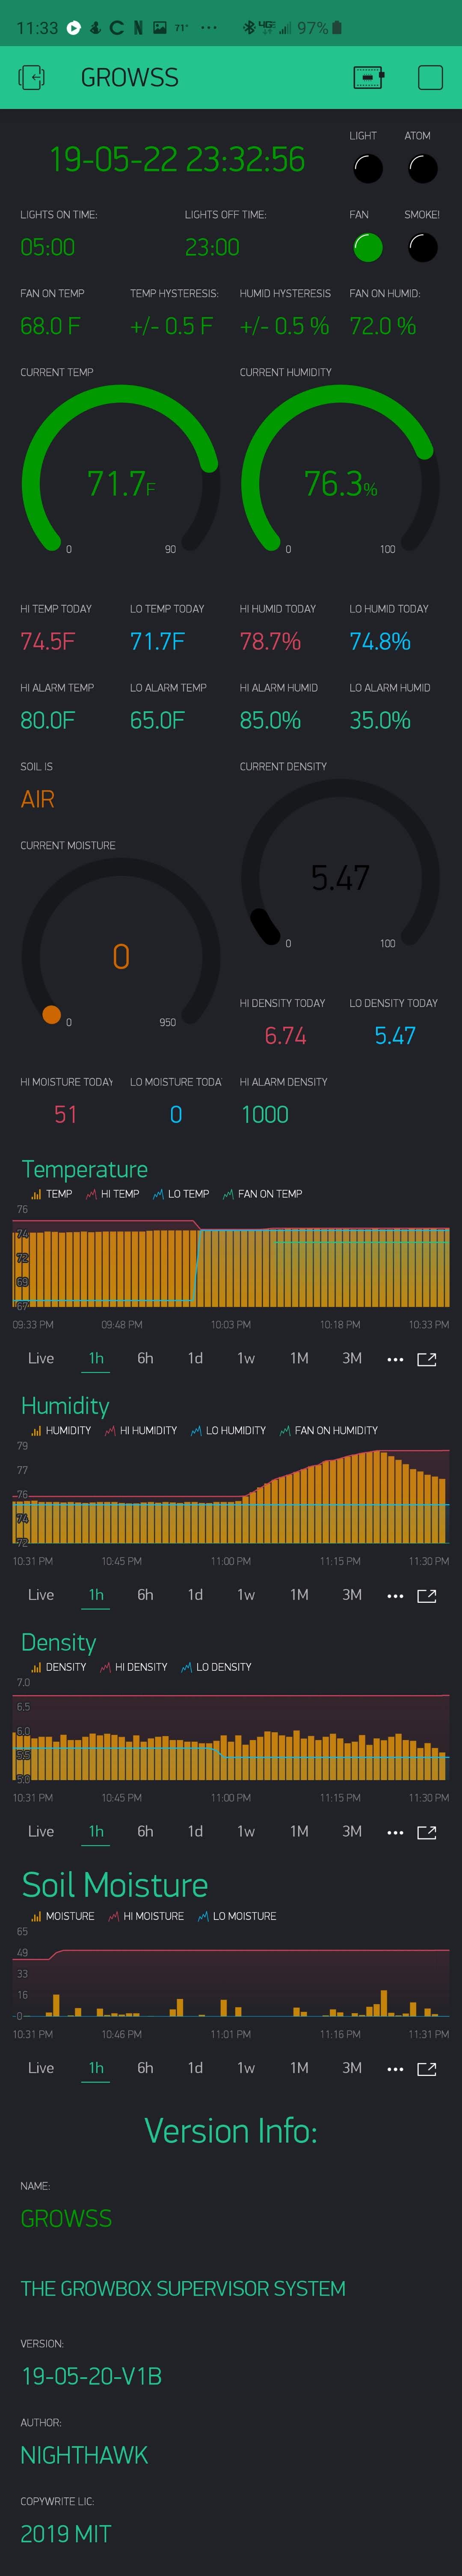 11:33 C N 71° ··· 4GE 97%
GROWSS
19-05-22 23:32:56
LIGHT ATOM
LIGHTS ON TIME: LIGHTS OFF TIME: FAN SMOKE!
05:00 23:00
FAN ON TEMP TEMP HYSTERESIS: HUMID HYSTERESIS FAN ON HUMID:
68.0 F +/- 0.5 F +/- 0.5 % 72.0 %
CURRENT TEMP CURRENT HUMIDITY
71.7F 76.3%
0 90 0 100
HI TEMP TODAY LO TEMP TODAY HI HUMID TODAY LO HUMID TODAY
74.5F 71.7F 78.7% 74.8%
HI ALARM TEMP LO ALARM TEMP HI ALARM HUMID LO ALARM HUMID
80.0F 65.0F 85.0% 35.0%
SOIL IS CURRENT DENSITY
AIR
CURRENT MOISTURE
5.47
0 100
0
0 950
HI DENSITY TODAY LO DENSITY TODAY
6.74 5.47
HI MOISTURE TODAY LO MOISTURE TODA HI ALARM DENSITY
51 0 1000
Temperature
TEMP HI TEMP LO TEMP FAN ON TEMP
76
74
72
69
67
09:33 PM 09:48 PM 10:03 PM 10:18 PM 10:33 PM
Live 1h 6h 1d 1w 1M 3M ···
Humidity
HUMIDITY HI HUMIDITY LO HUMIDITY FAN ON HUMIDITY
79
77
76
74
72
10:31 PM 10:45 PM 11:00 PM 11:15 PM 11:30 PM
Live 1h 6h 1d 1w 1M 3M ···
Density
DENSITY HI DENSITY LO DENSITY
7.0
6.5
6.0
5.5
5.0
10:31 PM 10:45 PM 11:00 PM 11:15 PM 11:30 PM
Live 1h 6h 1d 1w 1M 3M ···
Soil Moisture
MOISTURE HI MOISTURE LO MOISTURE
65
49
33
16
0
10:31 PM 10:46 PM 11:01 PM 11:16 PM 11:31 PM
Live 1h 6h 1d 1w 1M 3M ···
Version Info:
NAME:
GROWSS
THE GROWBOX SUPERVISOR SYSTEM
VERSION:
19-05-20-V1B
AUTHOR:
NIGHTHAWK
COPYWRITE LIC:
2019 MIT